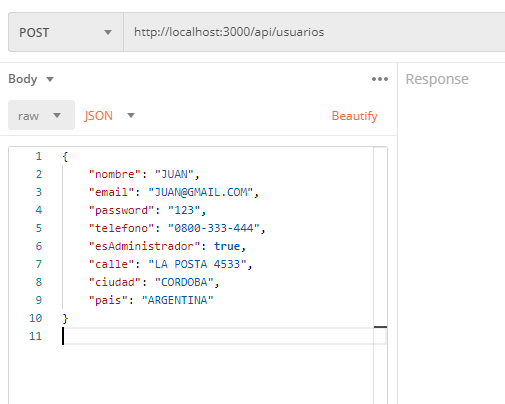 POST http://localhost:3000/api/usuarios
Body ••• Response
raw JSON Beautify
1 {
2 "nombre": "JUAN",
3 "email": "JUAN@GMAIL.COM",
4 "password": "123",
5 "telefono": "0800-333-444",
6 "esAdministrador": true,
7 "calle": "LA POSTA 4533",
8 "ciudad": "CORDOBA",
9 "pais": "ARGENTINA"
10 }
11